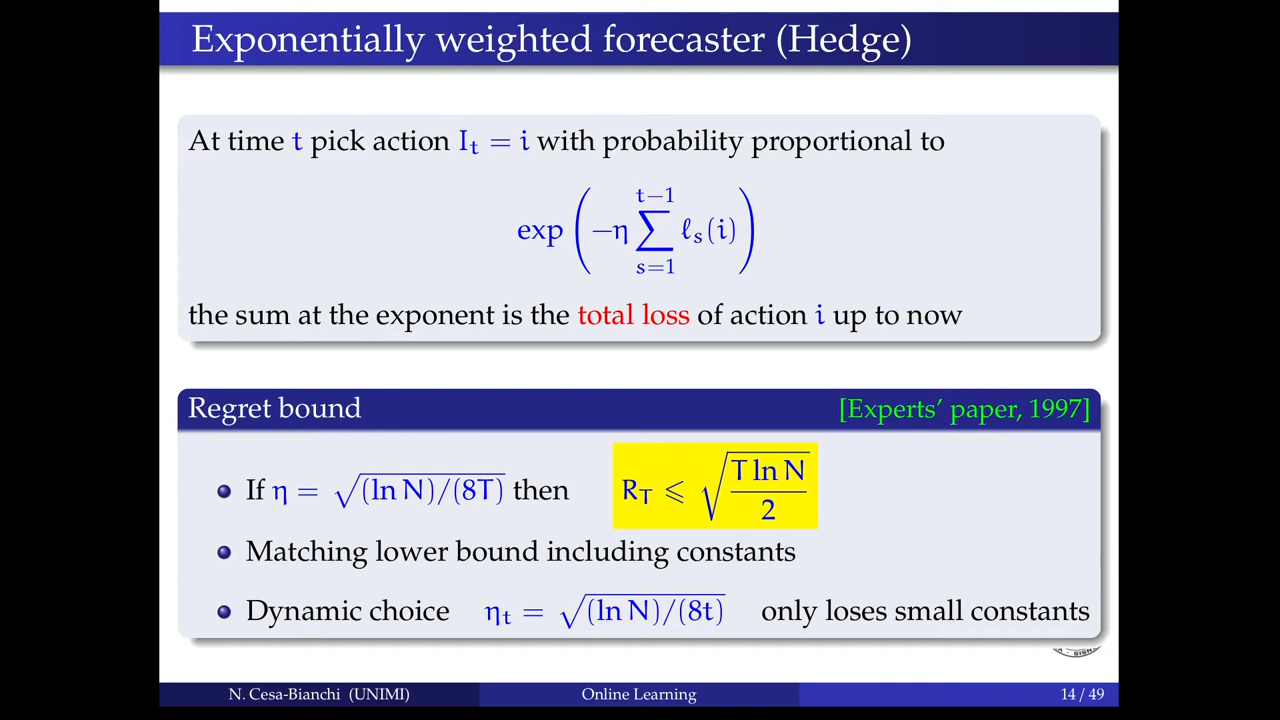 Exponentially weighted forecaster (Hedge)
At time t pick action I_t = i with probability proportional to
exp ( −η ∑_{s=1}^{t−1} ℓ_s(i) )
the sum at the exponent is the total loss of action i up to now
Regret bound [Experts' paper, 1997]
If η = √(ln N)/(8T) then R_T ⩽ √(T ln N / 2)
Matching lower bound including constants
Dynamic choice η_t = √(ln N)/(8t) only loses small constants
N. Cesa-Bianchi (UNIMI) Online Learning 14 / 49